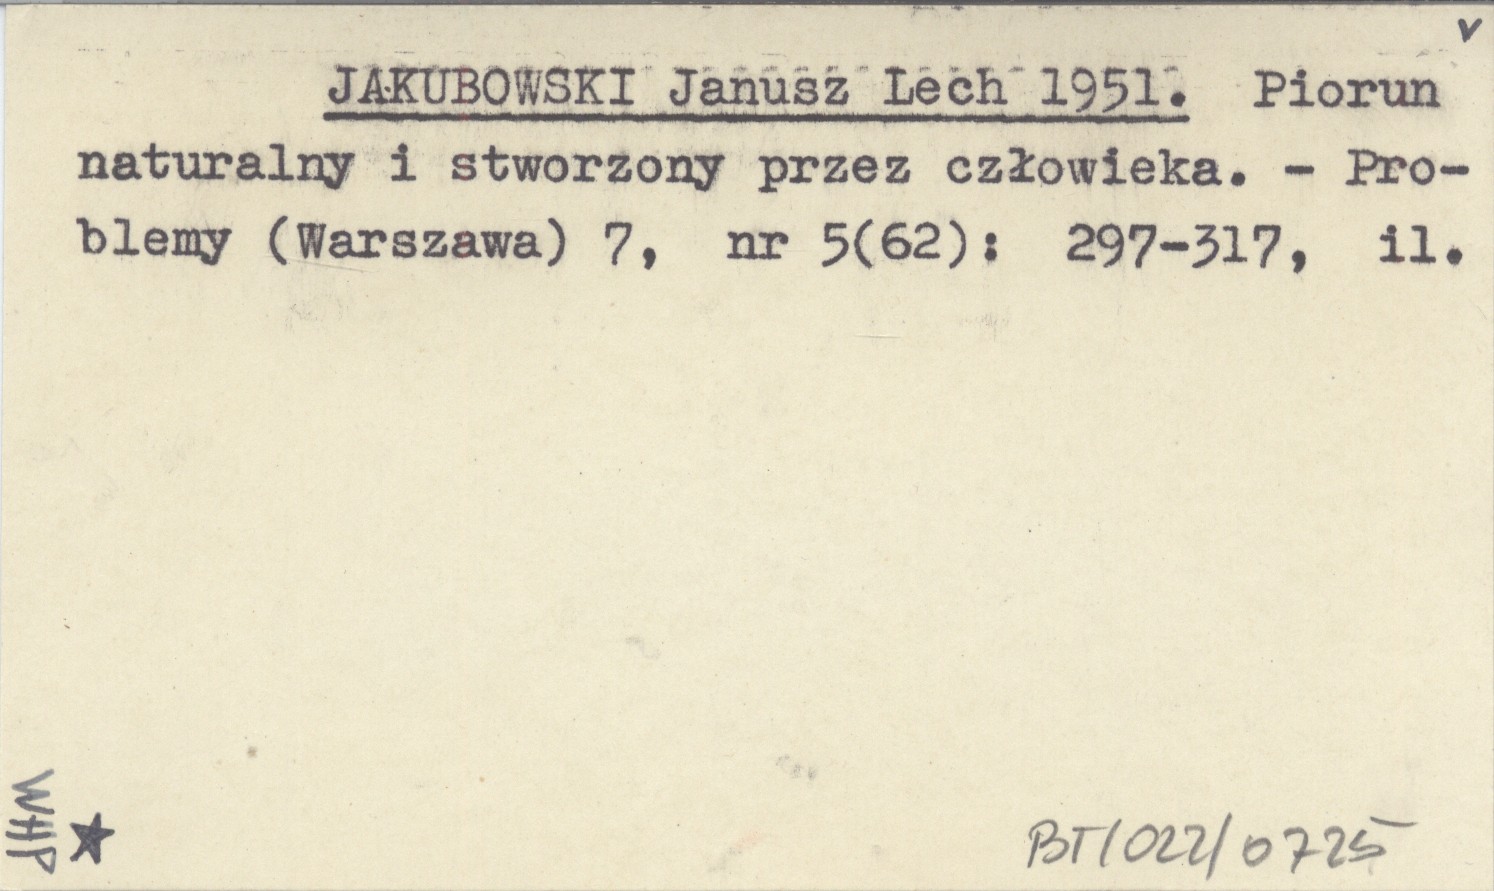 v
JAKUBOWSKI Janusz Lech 1951. Piorun
naturalny i stworzony przez człowieka. - Pro-
blemy (Warszawa) 7, nr 5(62): 297-317, il.
WHP
BT/022/0725